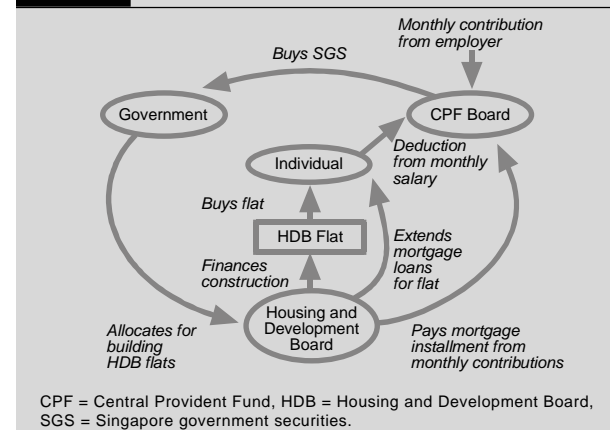 Monthly contribution
from employer
Buys SGS
Government
CPF Board
Individual
Deduction
from monthly
salary
Buys flat
HDB Flat
Extends
mortgage
loans
for flat
Finances
construction
Housing and
Development
Board
Allocates for
building
HDB flats
Pays mortgage
installment from
monthly contributions
CPF = Central Provident Fund, HDB = Housing and Development Board,
SGS = Singapore government securities.